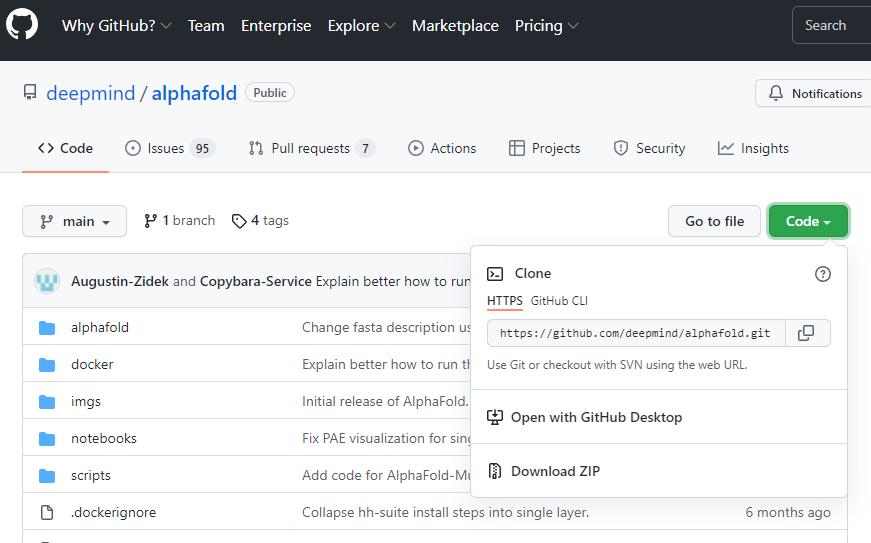 Why GitHub? Team Enterprise Explore Marketplace Pricing Search
deepmind / alphafold Public Notifications
Code Issues 95 Pull requests 7 Actions Projects Security Insights
main 1 branch 4 tags Go to file Code
Augustin-Zidek and Copybara-Service Explain better how to run
Clone
HTTPS GitHub CLI
https://github.com/deepmind/alphafold.git
Use Git or checkout with SVN using the web URL.
Open with GitHub Desktop
Download ZIP
alphafold Change fasta description us
docker Explain better how to run th
imgs Initial release of AlphaFold.
notebooks Fix PAE visualization for sing
scripts Add code for AlphaFold-Mu
.dockerignore Collapse hh-suite install steps into single layer. 6 months ago